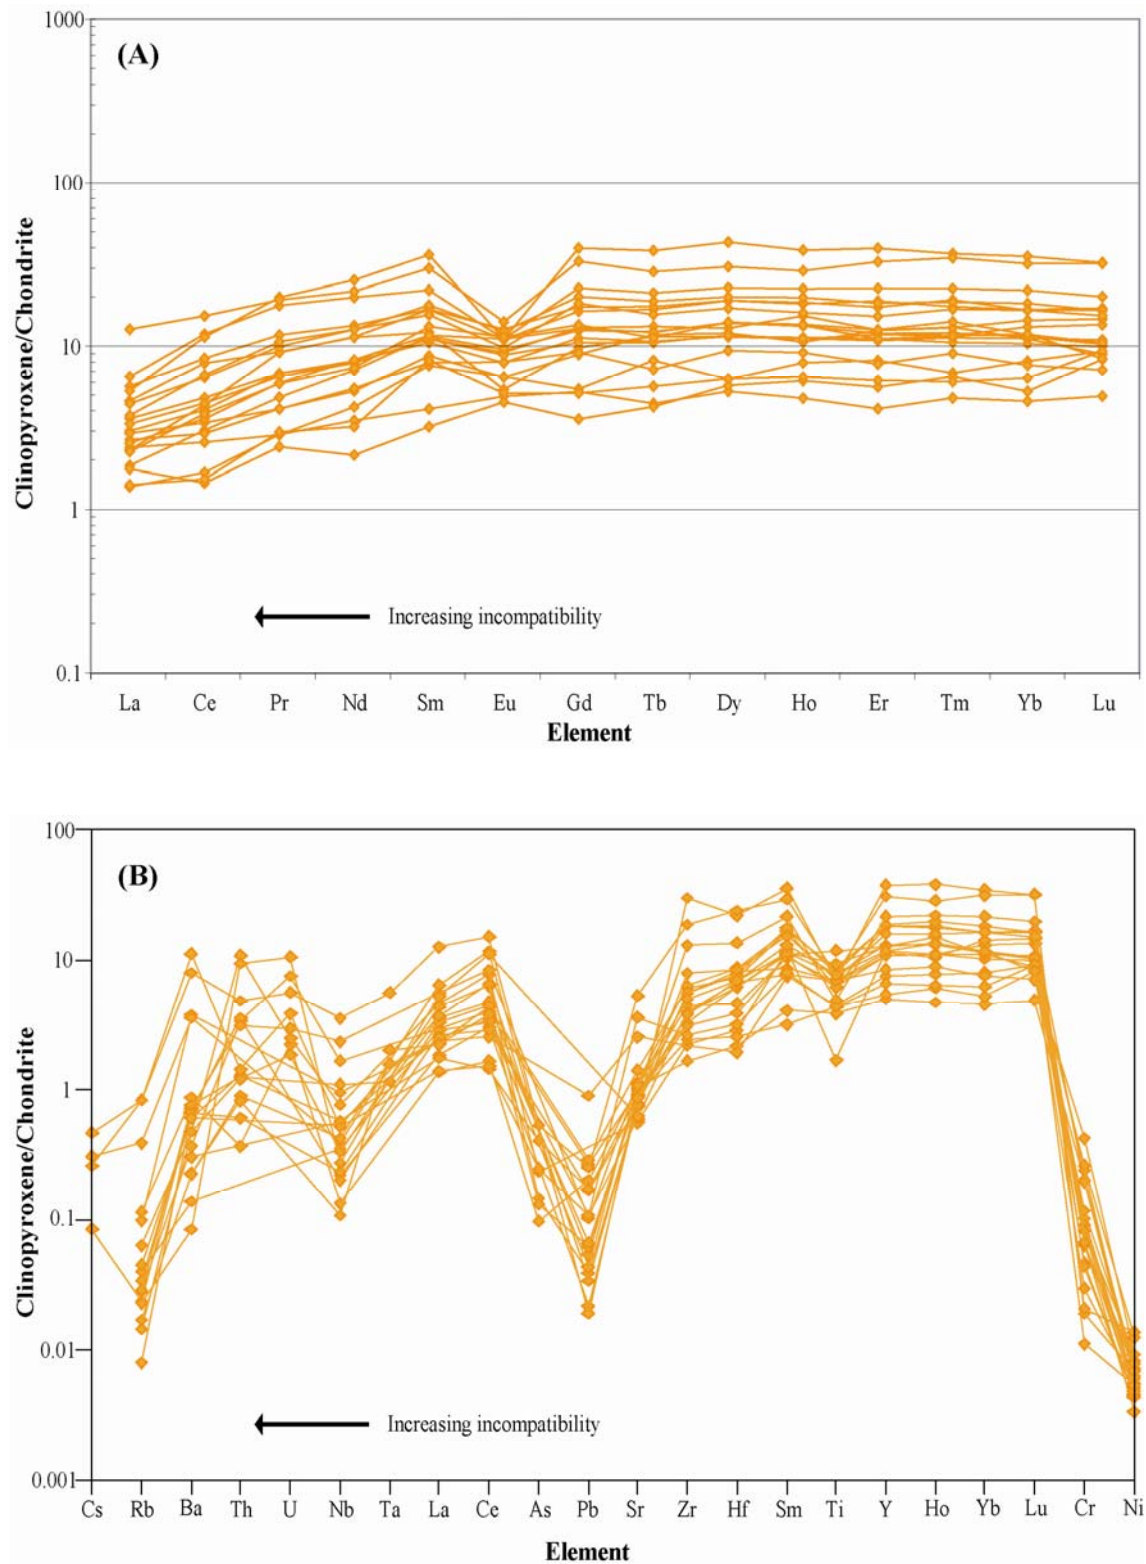 1000
(A)
100
Clinopyroxene/Chondrite
10
1
Increasing incompatibility
0.1
La Ce Pr Nd Sm Eu Gd Tb Dy Ho Er Tm Yb Lu
Element
100
(B)
10
Clinopyroxene/Chondrite
1
0.1
0.01
Increasing incompatibility
0.001
Cs Rb Ba Th U Nb Ta La Ce As Pb Sr Zr Hf Sm Ti Y Ho Yb Lu Cr Ni
Element